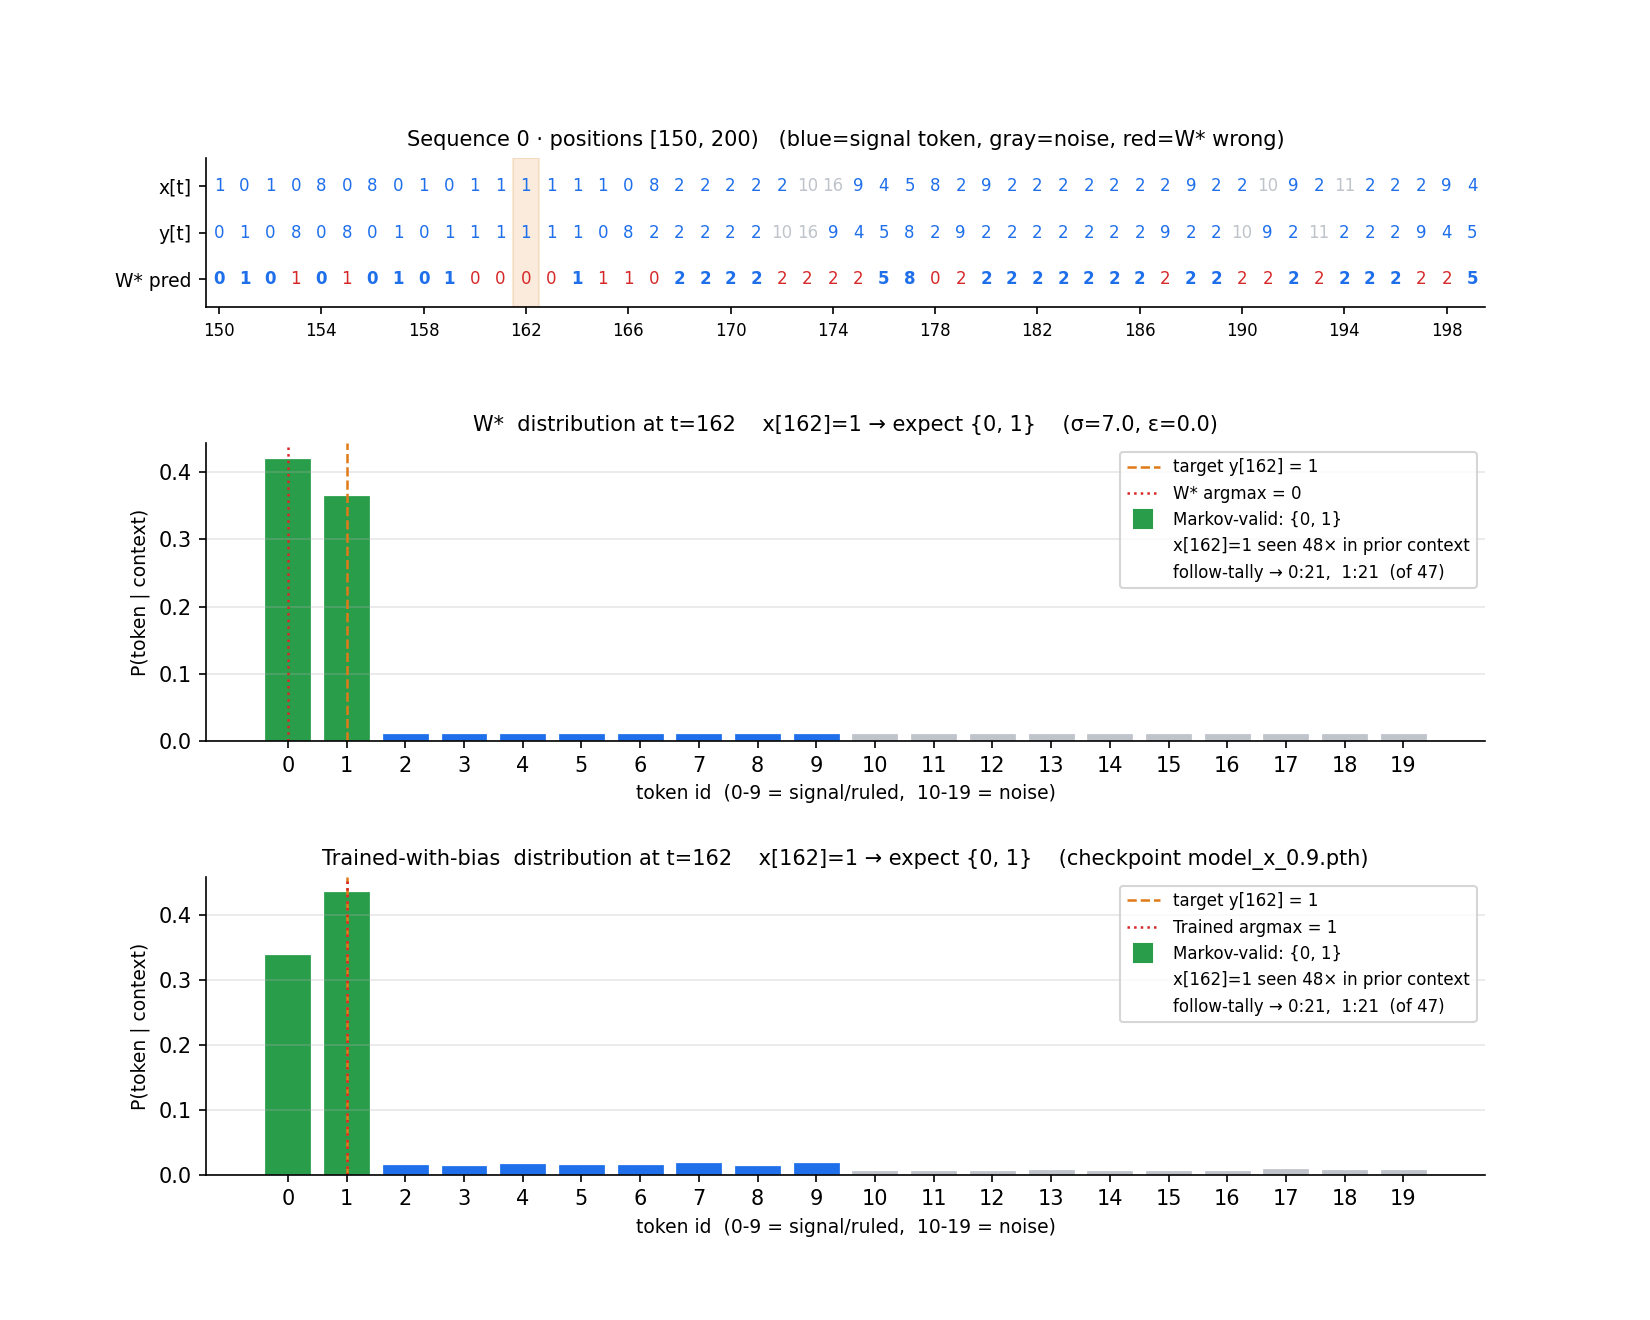 Sequence 0 · positions [150, 200)   (blue=signal token, gray=noise, red=W* wrong)
x[t] 1 0 1 0 8 0 8 0 1 0 1 1 1 1 1 1 0 8 2 2 2 2 2 10 16 9 4 5 8 2 9 2 2 2 2 2 2 2 9 2 2 10 9 2 11 2 2 2 9 4
y[t] 0 1 0 8 0 8 0 1 0 1 1 1 1 1 1 0 8 2 2 2 2 2 10 16 9 4 5 8 2 9 2 2 2 2 2 2 2 9 2 2 10 9 2 11 2 2 2 9 4 5
W* pred 0 1 0 1 0 1 0 1 0 1 0 0 0 0 1 1 1 0 2 2 2 2 2 2 2 2 5 8 0 2 2 2 2 2 2 2 2 2 2 2 2 2 2 2 2 2 2 2 2 5
150 154 158 162 166 170 174 178 182 186 190 194 198
W*  distribution at t=162    x[162]=1 → expect {0, 1}    (σ=7.0, ε=0.0)
P(token | context)
0.4
0.3
0.2
0.1
0.0
target y[162] = 1
W* argmax = 0
Markov-valid: {0, 1}
x[162]=1 seen 48× in prior context
follow-tally → 0:21,  1:21  (of 47)
0 1 2 3 4 5 6 7 8 9 10 11 12 13 14 15 16 17 18 19
token id  (0-9 = signal/ruled,  10-19 = noise)
Trained-with-bias  distribution at t=162    x[162]=1 → expect {0, 1}    (checkpoint model_x_0.9.pth)
P(token | context)
0.4
0.3
0.2
0.1
0.0
target y[162] = 1
Trained argmax = 1
Markov-valid: {0, 1}
x[162]=1 seen 48× in prior context
follow-tally → 0:21,  1:21  (of 47)
0 1 2 3 4 5 6 7 8 9 10 11 12 13 14 15 16 17 18 19
token id  (0-9 = signal/ruled,  10-19 = noise)